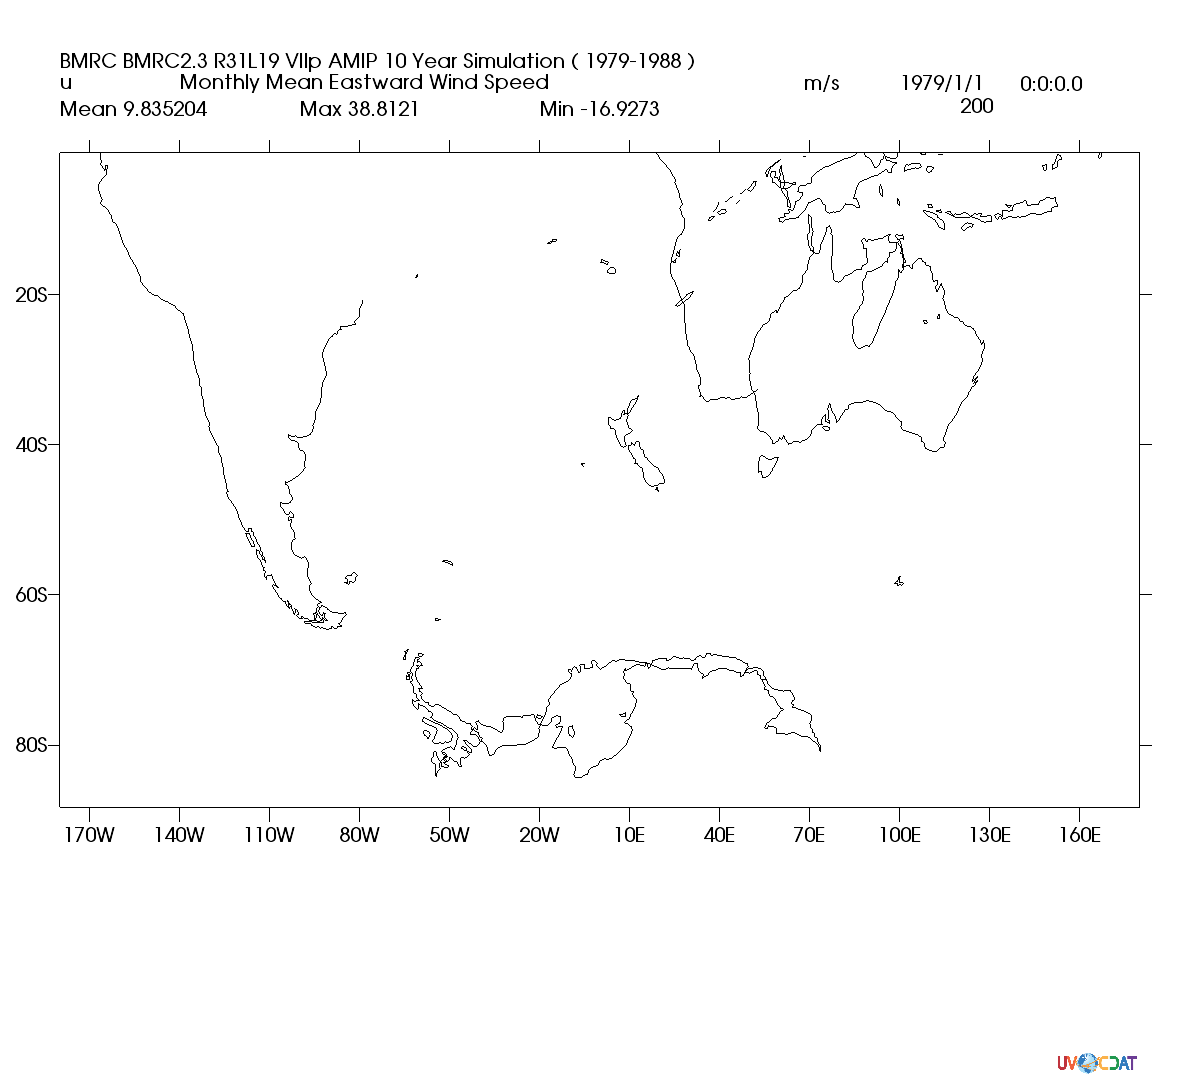 BMRC BMRC2.3 R31L19 VIIp AMIP 10 Year Simulation ( 1979-1988 )
u Monthly Mean Eastward Wind Speed m/s 1979/1/1 0:0:0.0
Mean 9.835204 Max 38.8121 Min -16.9273 200
20S
40S
60S
80S
170W 140W 110W 80W 50W 20W 10E 40E 70E 100E 130E 160E
UV CDAT